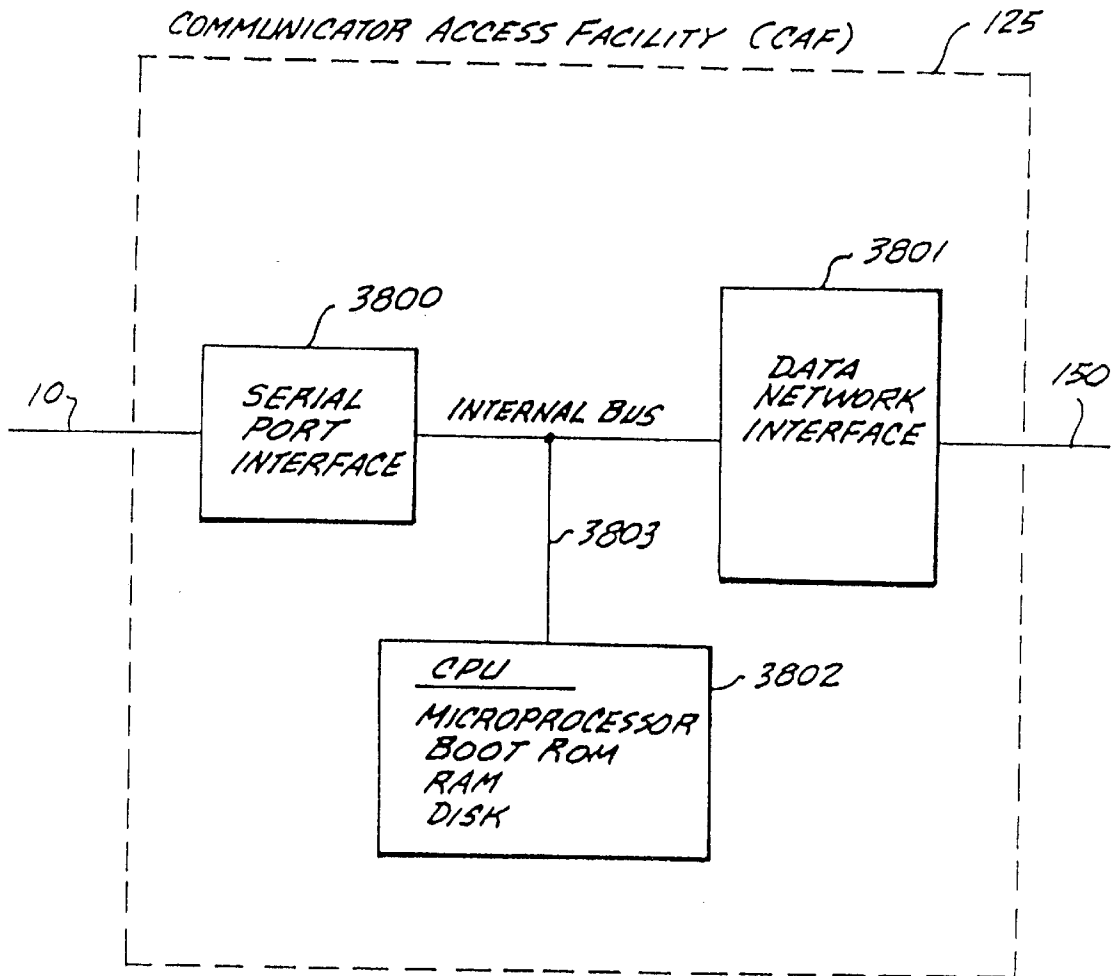 COMMUNICATOR ACCESS FACILITY (CAF)
125
3801
3800
DATA
NETWORK
INTERFACE
150
10
SERIAL
PORT
INTERFACE
INTERNAL BUS
3803
CPU
3802
MICROPROCESSOR
BOOT ROM
RAM
DISK